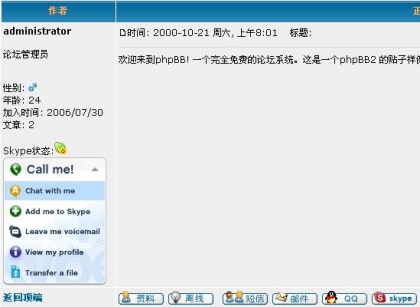 作者
administrator
论坛管理员
性别:
年龄: 24
加入时间: 2006/07/30
文章: 2
Skype状态:
Call me!
Chat with me
Add me to Skype
Leave me voicemail
View my profile
Transfer a file
时间: 2000-10-21 周六, 上午8:01 标题:
欢迎来到phpBB! 一个完全免费的论坛系统。这是一个phpBB2 的贴子样
返回顶端
资料 离线 短信 邮件 QQ skype